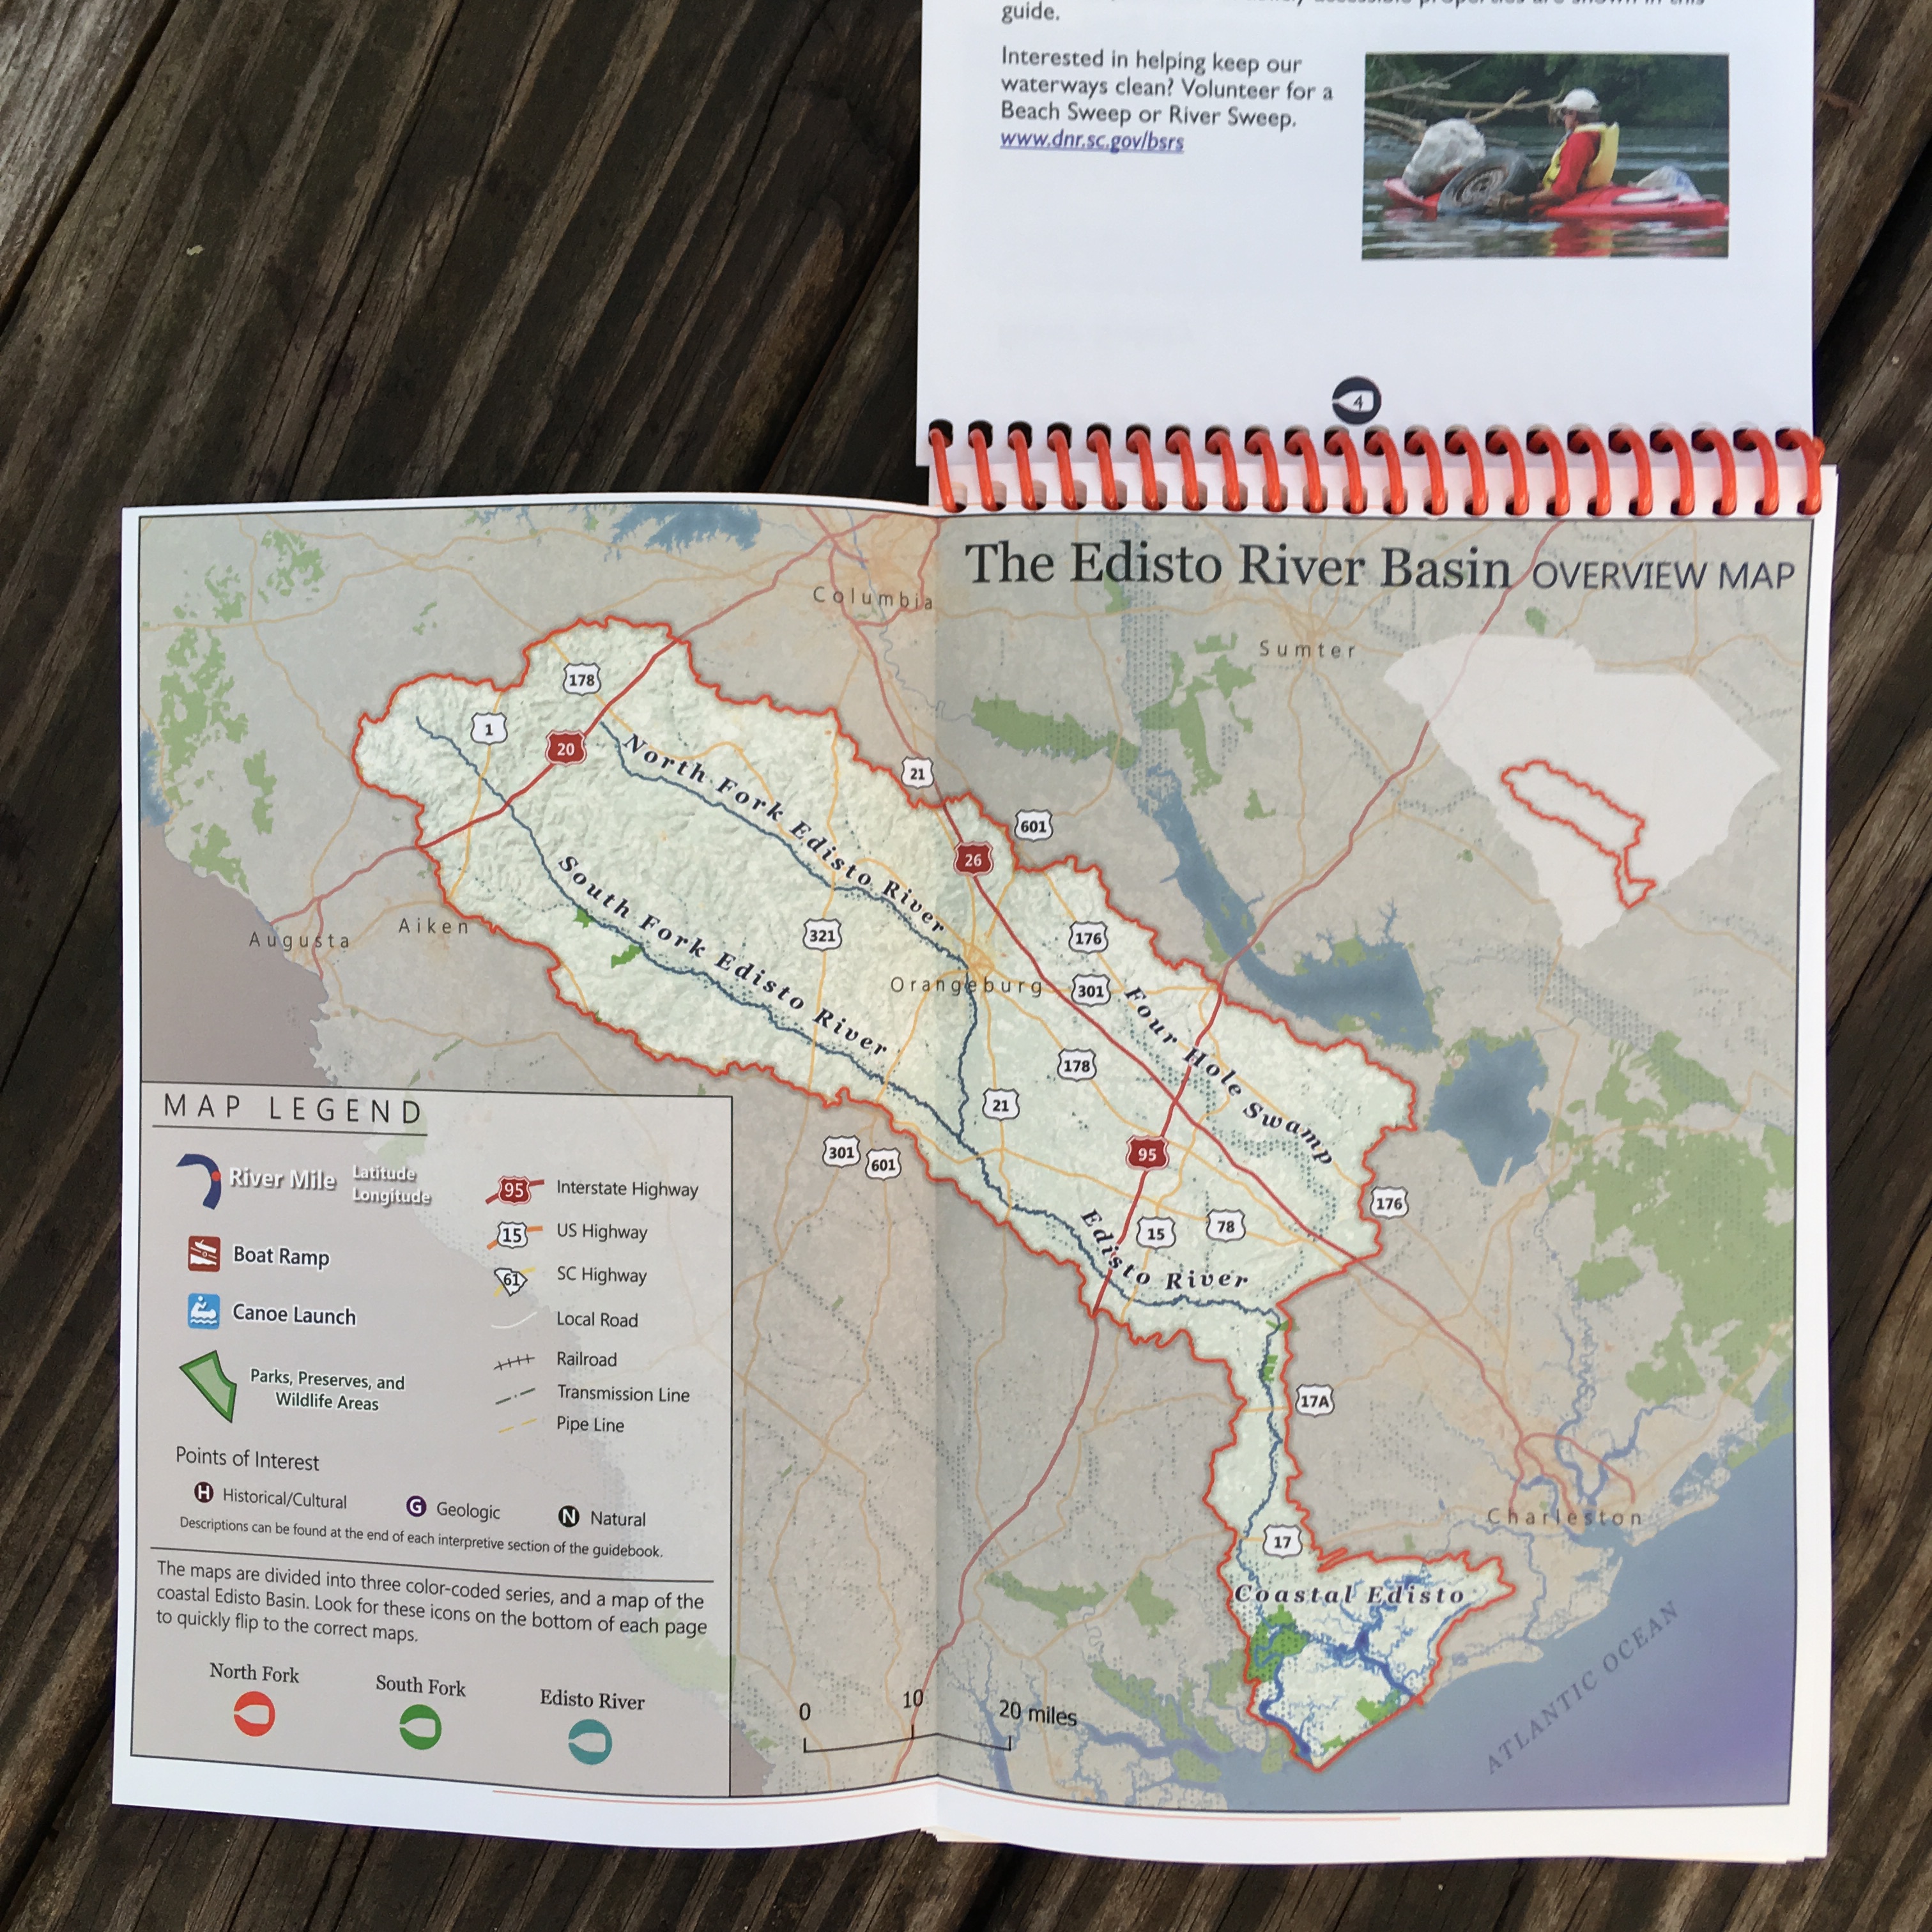 properties are shown in this
guide.
Interested in helping keep our
waterways clean? Volunteer for a
Beach Sweep or River Sweep.
www.dnr.sc.gov/bsrs
4
The Edisto River Basin OVERVIEW MAP
Columbia
Sumter
178
1
20
North Fork Edisto River
21
601
26
South Fork Edisto River
Aiken
Augusta
321
176
Orangeburg
301
Four Hole Swamp
178
21
95
301
601
176
15
78
Edisto River
17A
Charleston
17
Coastal Edisto
ATLANTIC OCEAN
0
10
20 miles
MAP LEGEND
River Mile
Latitude
Longitude
Boat Ramp
Canoe Launch
Parks, Preserves, and
Wildlife Areas
95
Interstate Highway
15
US Highway
61
SC Highway
Local Road
Railroad
Transmission Line
Pipe Line
Points of Interest
H Historical/Cultural
G Geologic
N Natural
Descriptions can be found at the end of each interpretive section of the guidebook.
The maps are divided into three color-coded series, and a map of the
coastal Edisto Basin. Look for these icons on the bottom of each page
to quickly flip to the correct maps.
North Fork
South Fork
Edisto River